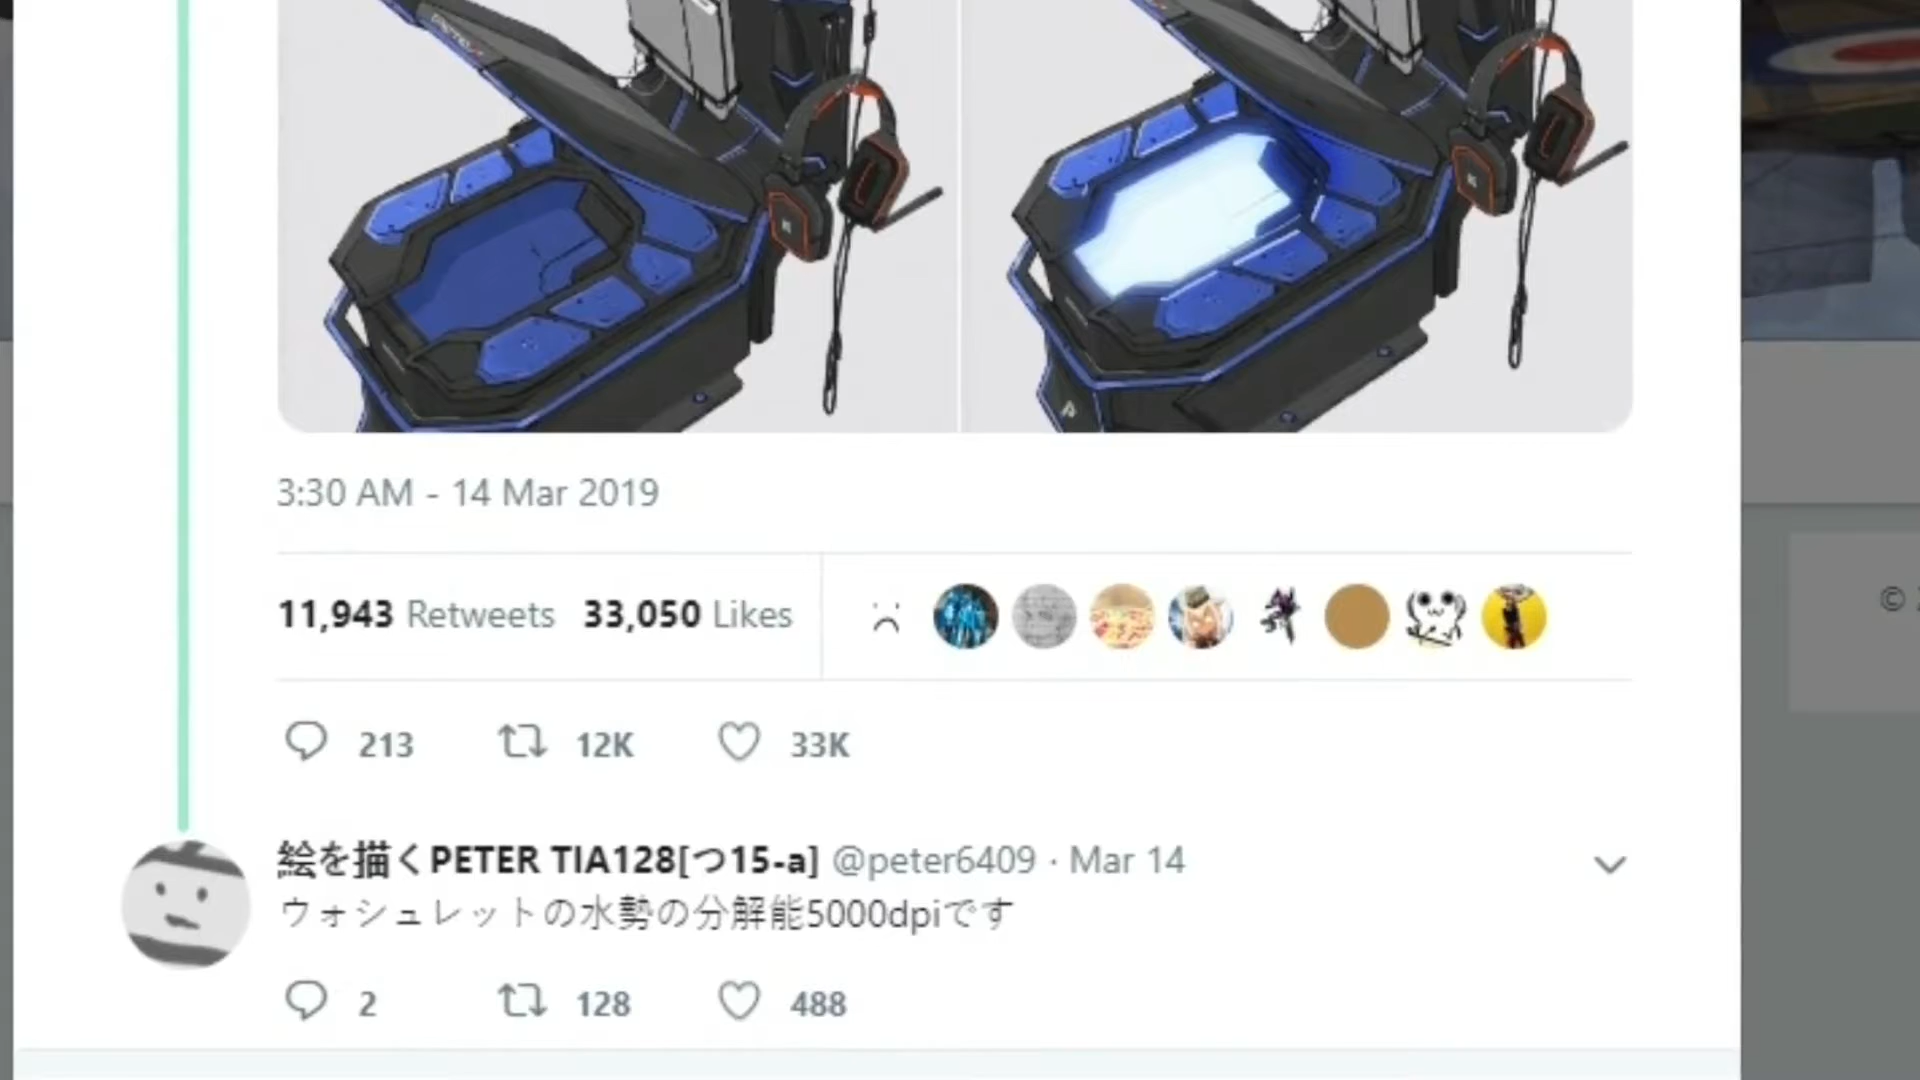 3:30 AM - 14 Mar 2019
11,943 Retweets 33,050 Likes
213 12K 33K
絵を描くPETER TIA128[つ15-a] @peter6409 · Mar 14
ウォシュレットの水勢の分解能5000dpiです
2 128 488
©